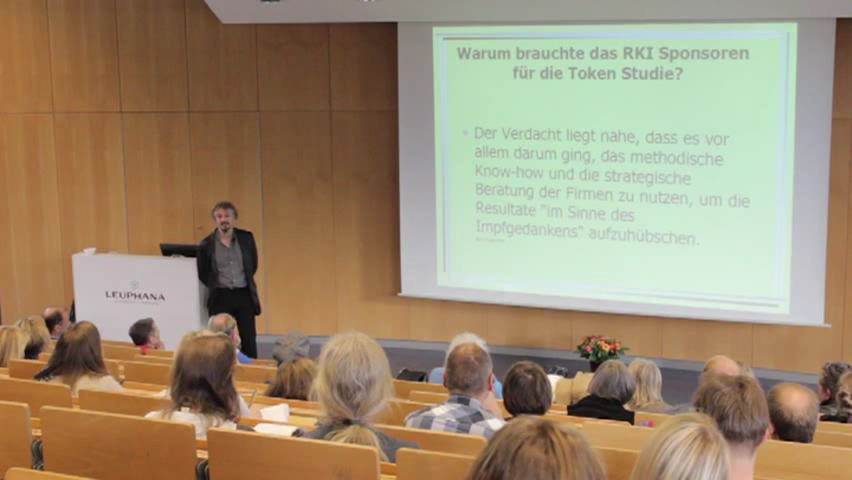 Warum brauchte das RKI Sponsoren
für die Token Studie?
Der Verdacht liegt nahe, dass es vor
allem darum ging, das methodische
Know-how und die strategische
Beratung der Firmen zu nutzen, um die
Resultate "im Sinne des
Impfgedankens" aufzuhübschen.
LEUPHANA